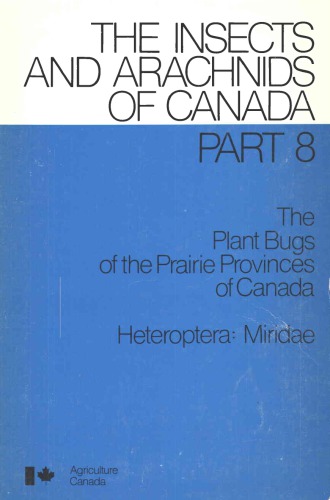 THE INSECTS
AND ARACHNIDS
OF CANADA
PART 8
The
Plant Bugs
of the Prairie Provinces
of Canada
Heteroptera: Miridae
Agriculture
Canada